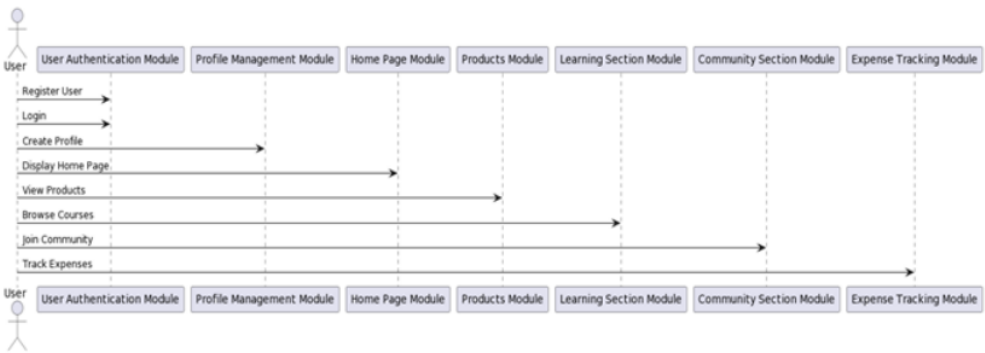 User
User Authentication Module
Profile Management Module
Home Page Module
Products Module
Learning Section Module
Community Section Module
Expense Tracking Module
Register User
Login
Create Profile
Display Home Page
View Products
Browse Courses
Join Community
Track Expenses
User
User Authentication Module
Profile Management Module
Home Page Module
Products Module
Learning Section Module
Community Section Module
Expense Tracking Module